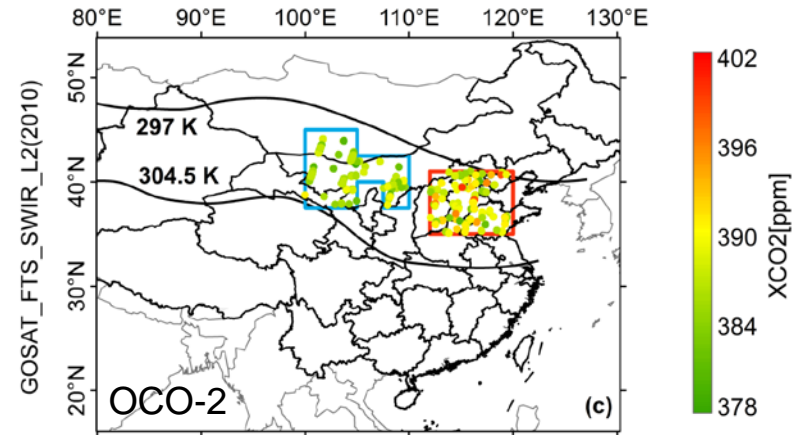 80°E 90°E 100°E 110°E 120°E 130°E
GOSAT_FTS_SWIR_L2(2010)
50°N
40°N
30°N
20°N
297 K
304.5 K
OCO-2
(c)
402
396
390
384
378
XCO2[ppm]